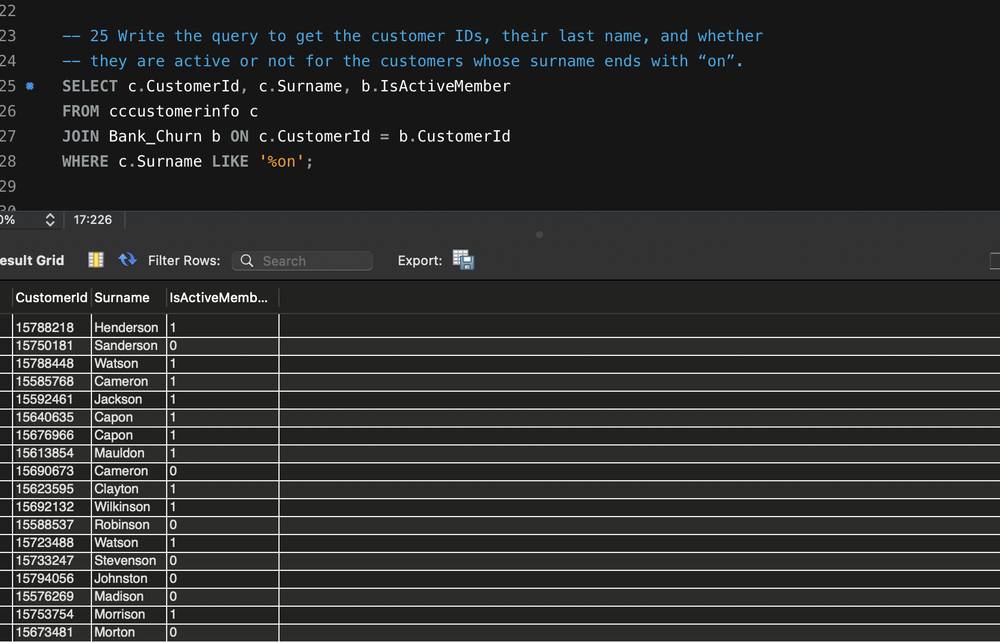 22
23 -- 25 Write the query to get the customer IDs, their last name, and whether
24 -- they are active or not for the customers whose surname ends with “on”.
25 SELECT c.CustomerId, c.Surname, b.IsActiveMember
26 FROM cccustomerinfo c
27 JOIN Bank_Churn b ON c.CustomerId = b.CustomerId
28 WHERE c.Surname LIKE '%on';
29
30
0% 17:226
esult Grid Filter Rows: Search Export:
CustomerId Surname IsActiveMemb...
15788218 Henderson 1
15750181 Sanderson 0
15788448 Watson 1
15585768 Cameron 1
15592461 Jackson 1
15640635 Capon 1
15676966 Capon 1
15613854 Mauldon 1
15690673 Cameron 0
15623595 Clayton 1
15692132 Wilkinson 1
15588537 Robinson 0
15723488 Watson 1
15733247 Stevenson 0
15794056 Johnston 0
15576269 Madison 0
15753754 Morrison 1
15673481 Morton 0